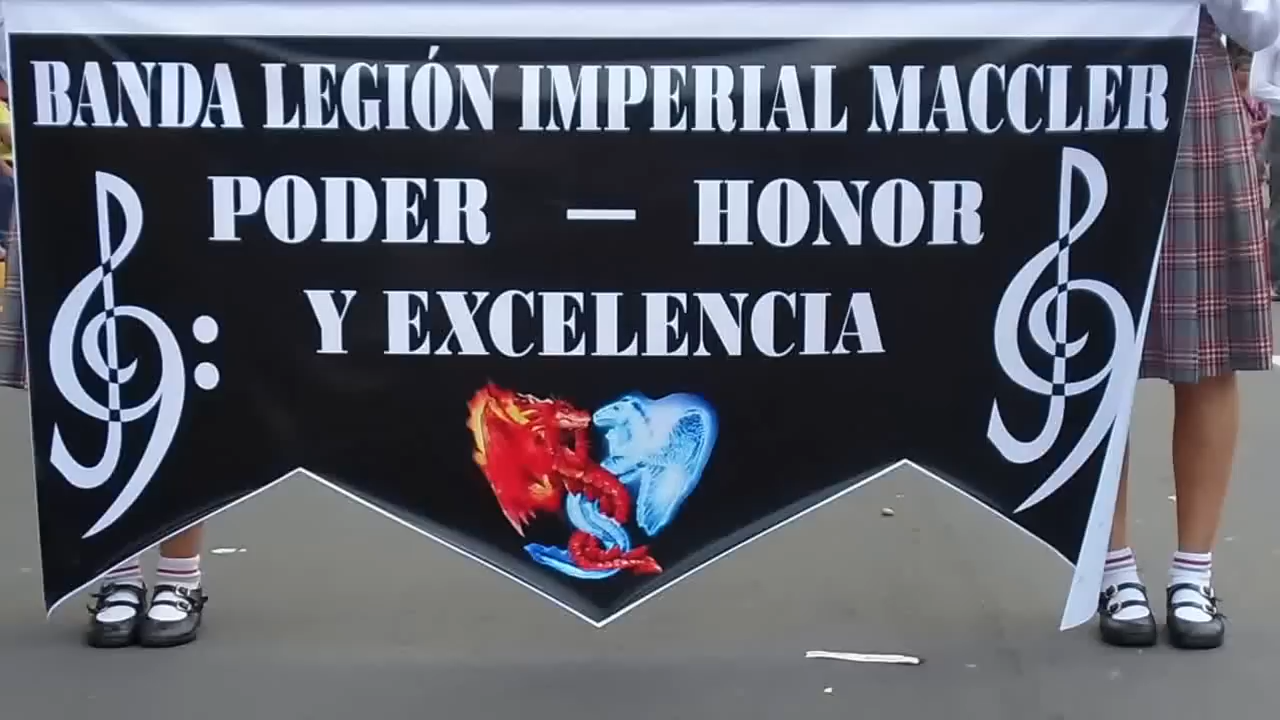 BANDA LEGIÓN IMPERIAL MACCLER
PODER — HONOR
Y EXCELENCIA